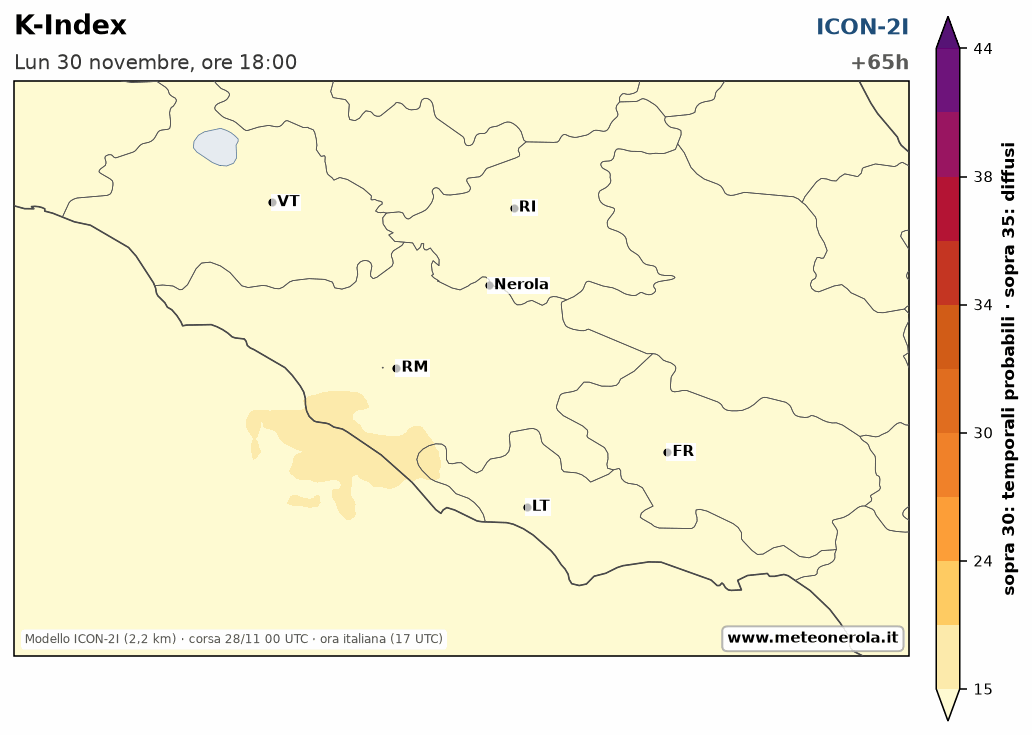 K-Index
ICON-2I
Lun 30 novembre, ore 18:00
+65h
VT
RI
Nerola
RM
FR
LT
Modello ICON-2I (2,2 km) · corsa 28/11 00 UTC · ora italiana (17 UTC)
www.meteonerola.it
44
38
34
30
24
15
sopra 30: temporali probabili · sopra 35: diffusi